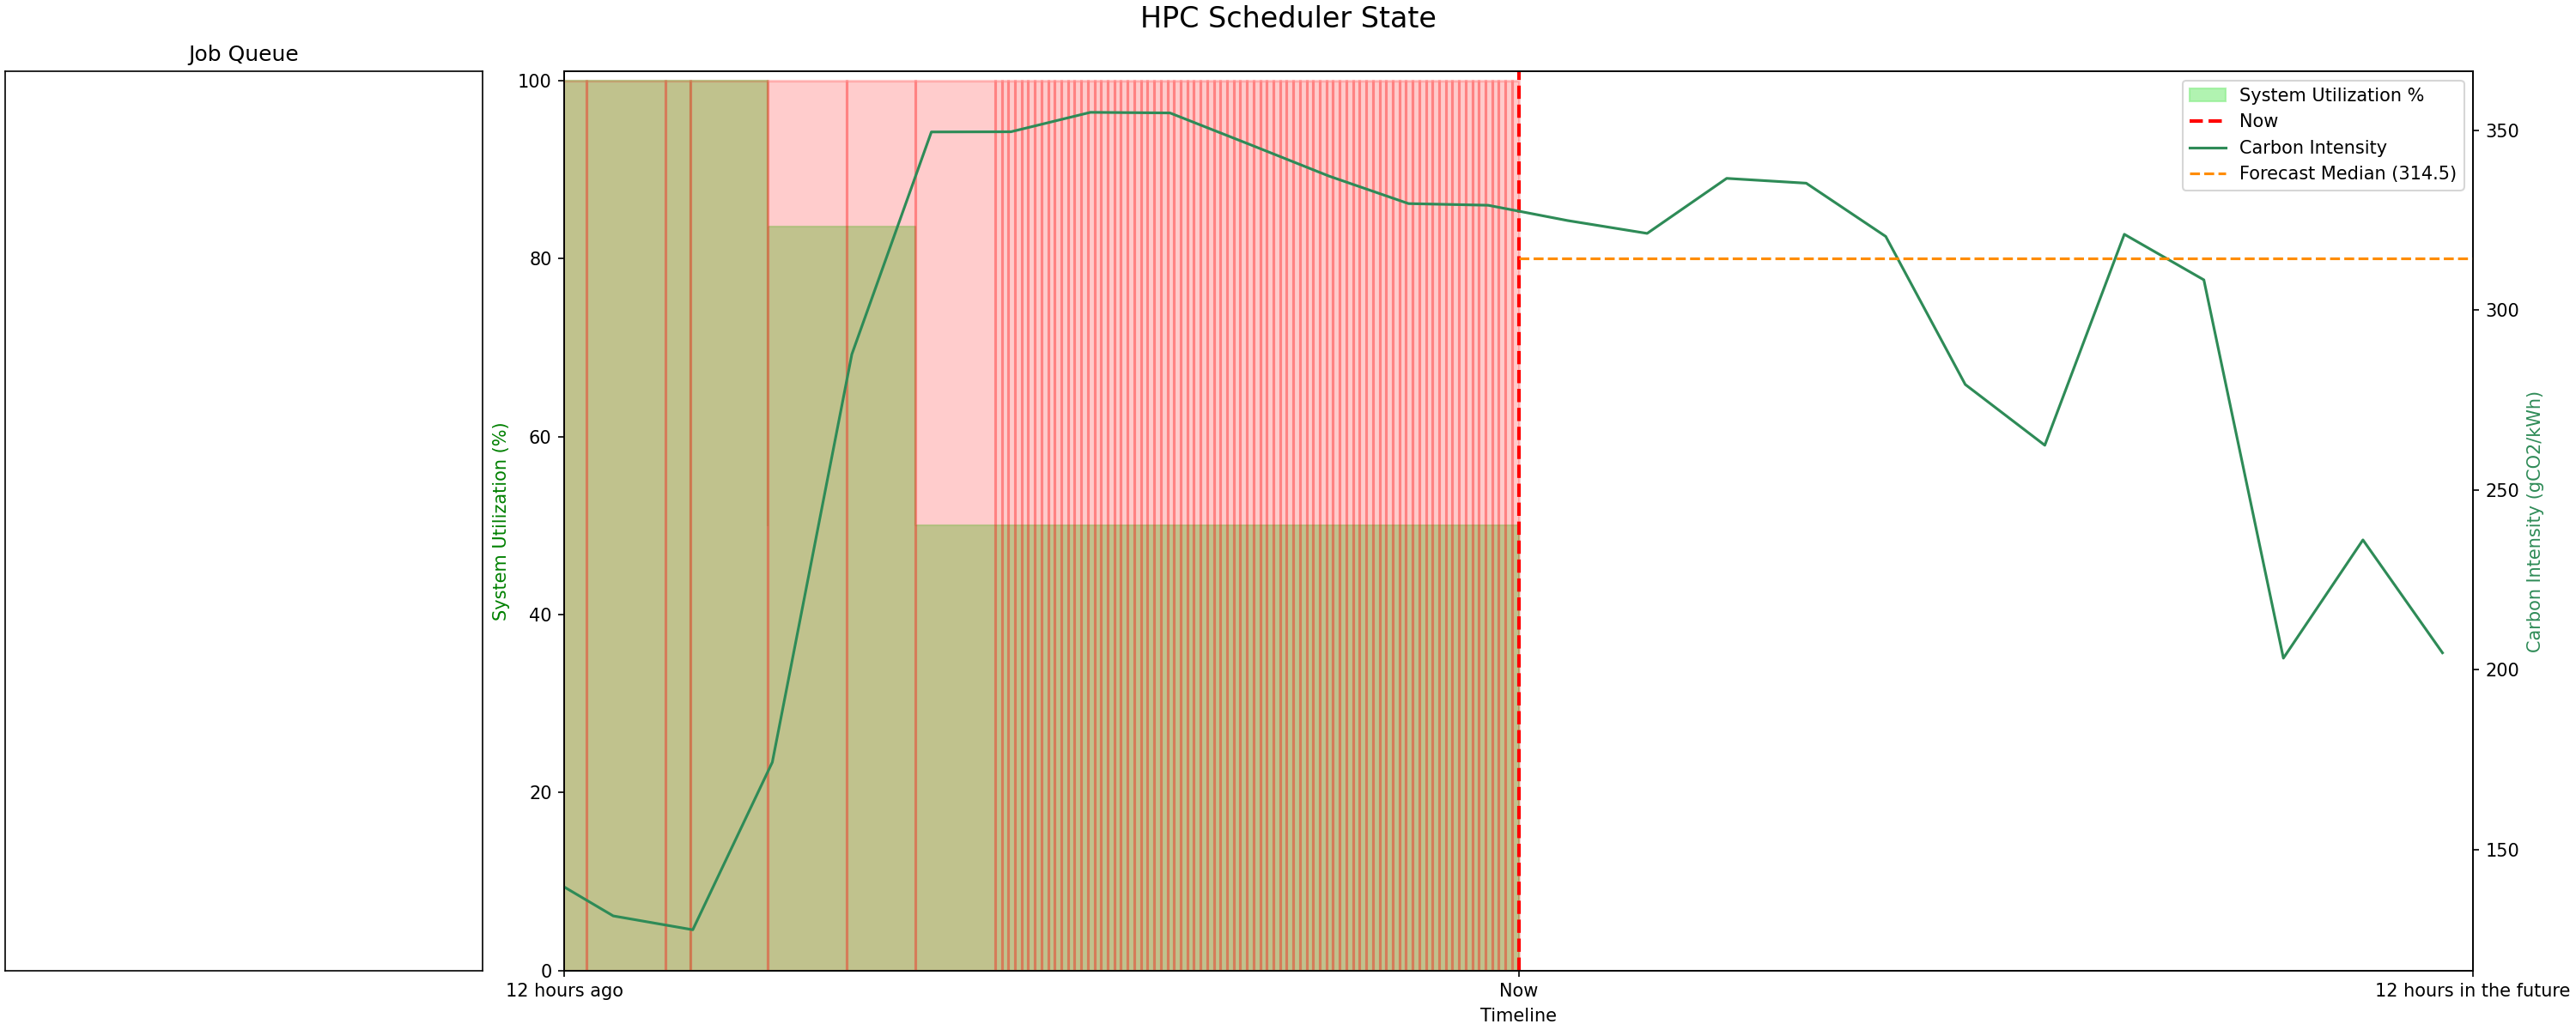 HPC Scheduler State
Job Queue
System Utilization (%)
100
80
60
40
20
0
System Utilization %
Now
Carbon Intensity
Forecast Median (314.5)
350
300
250
200
150
Carbon Intensity (gCO2/kWh)
12 hours ago
Now
12 hours in the future
Timeline